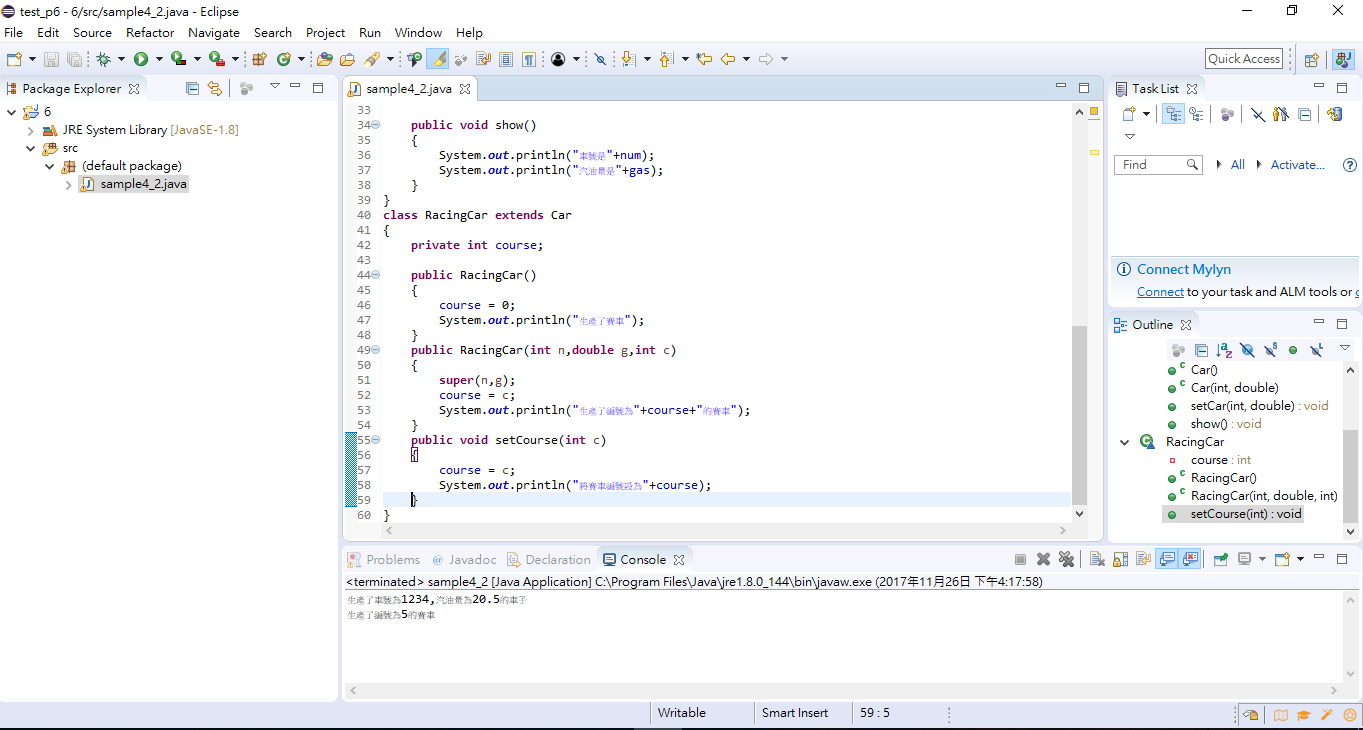 test_p6 - 6/src/sample4_2.java - Eclipse
File Edit Source Refactor Navigate Search Project Run Window Help
Quick Access
Package Explorer
6
JRE System Library [JavaSE-1.8]
src
(default package)
sample4_2.java
sample4_2.java
33
34 public void show()
35 {
36 System.out.println("車號是"+num);
37 System.out.println("汽油量是"+gas);
38 }
39 }
40 class RacingCar extends Car
41 {
42 private int course;
43
44 public RacingCar()
45 {
46 course = 0;
47 System.out.println("生產了賽車");
48 }
49 public RacingCar(int n,double g,int c)
50 {
51 super(n,g);
52 course = c;
53 System.out.println("生產了編號為"+course+"的賽車");
54 }
55 public void setCourse(int c)
56 {
57 course = c;
58 System.out.println("將賽車編號設為"+course);
59 }
60 }
Task List
Find All Activate...
Connect Mylyn
Connect to your task and ALM tools or
Outline
Car()
Car(int, double)
setCar(int, double) : void
show() : void
RacingCar
course : int
RacingCar()
RacingCar(int, double, int)
setCourse(int) : void
Problems @ Javadoc Declaration Console
<terminated> sample4_2 [Java Application] C:\Program Files\Java\jre1.8.0_144\bin\javaw.exe (2017年11月26日 下午4:17:58)
生產了車號為1234,汽油量為20.5的車子
生產了編號為5的賽車
Writable Smart Insert 59 : 5